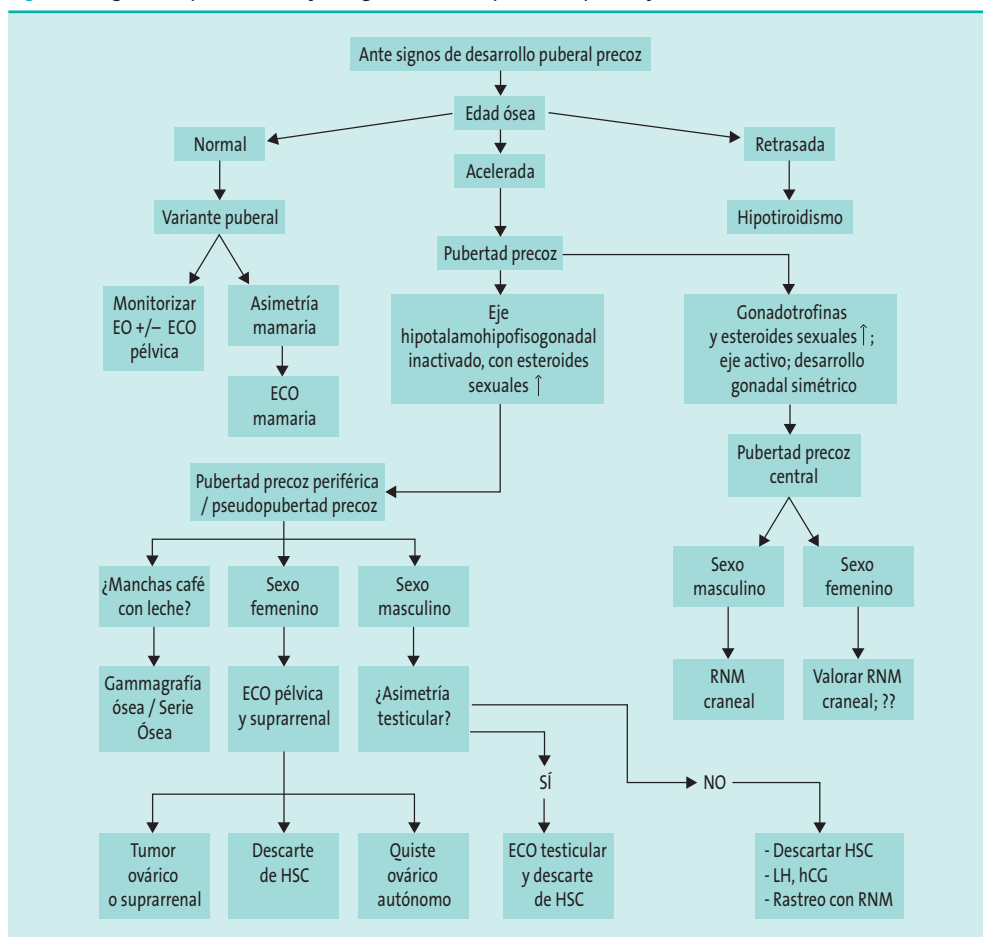 Ante signos de desarrollo puberal precoz
Edad ósea
Normal
Acelerada
Retrasada
Variante puberal
Hipotiroidismo
Pubertad precoz
Monitorizar
EO +/– ECO
pélvica
Asimetría
mamaria
ECO
mamaria
Eje
hipotalamohipofisogonadal
inactivado, con esteroides
sexuales ↑
Gonadotrofinas
y esteroides sexuales ↑;
eje activo; desarrollo
gonadal simétrico
Pubertad precoz
central
Pubertad precoz periférica
/ pseudopubertad precoz
Sexo
masculino
Sexo
femenino
RNM
craneal
Valorar RNM
craneal; ??
¿Manchas café
con leche?
Sexo
femenino
Sexo
masculino
Gammagrafía
ósea / Serie
Ósea
ECO pélvica
y suprarrenal
¿Asimetría
testicular?
SÍ
NO
Tumor
ovárico
o suprarrenal
Descarte
de HSC
Quiste
ovárico
autónomo
ECO testicular
y descarte
de HSC
- Descartar HSC
- LH, hCG
- Rastreo con RNM